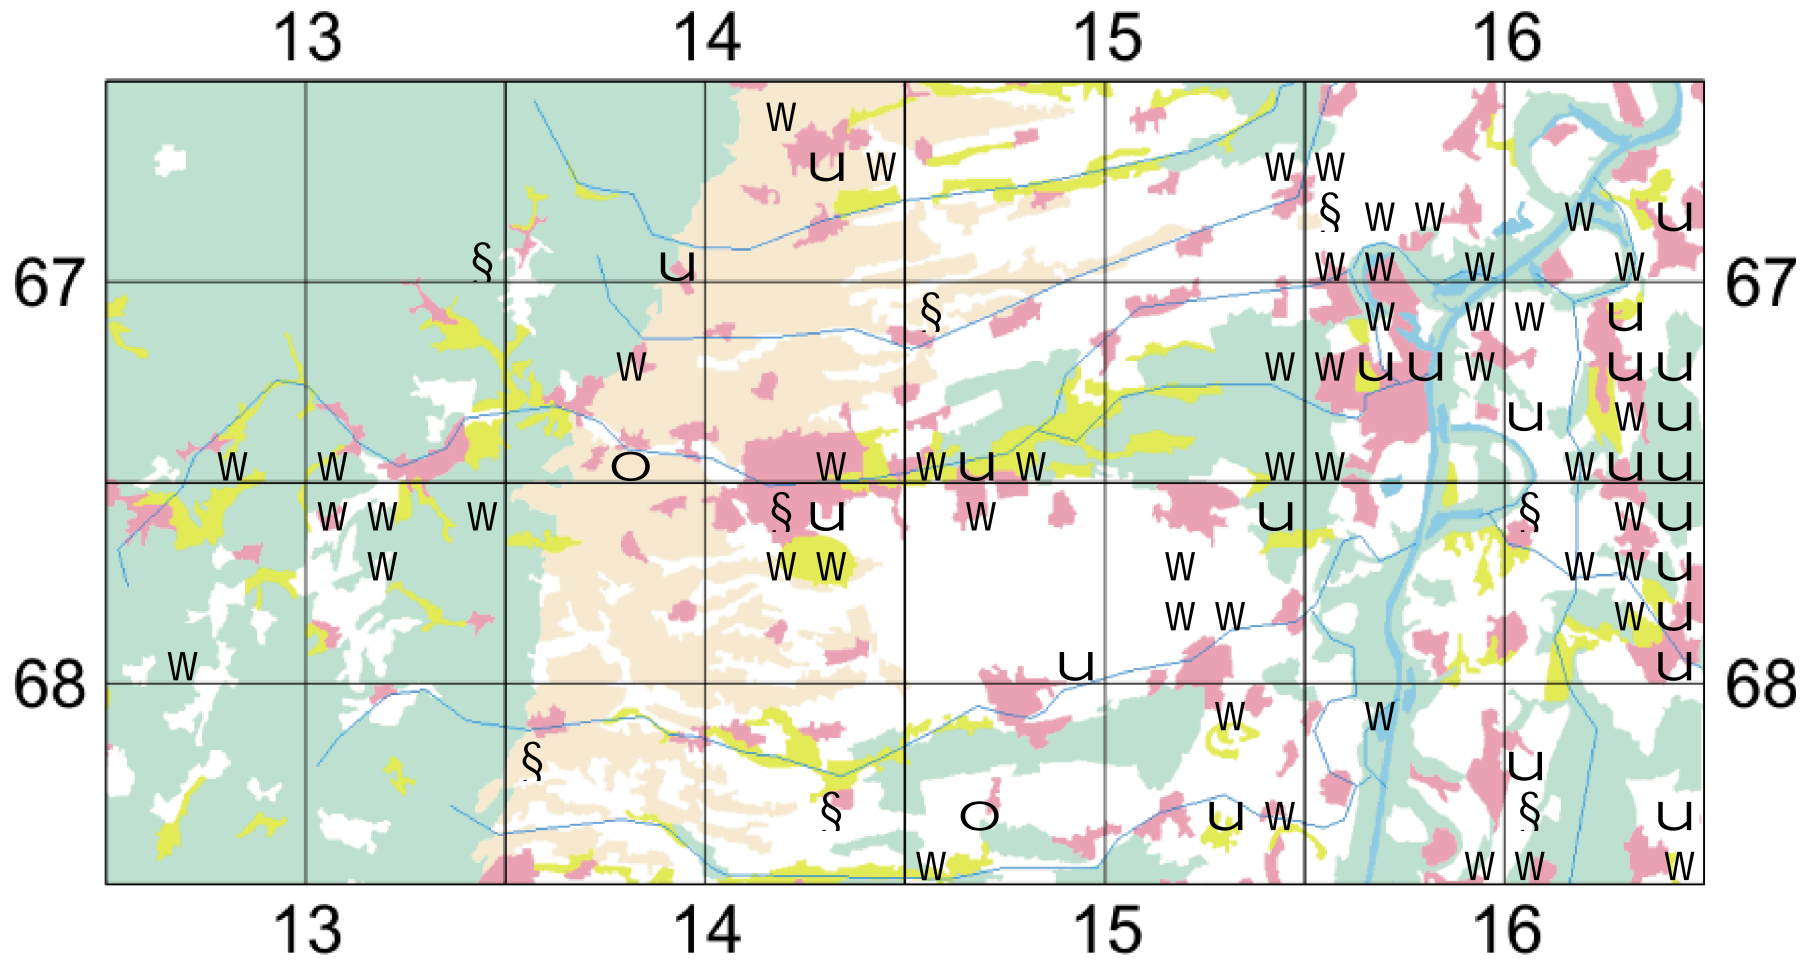 13 14 15 16
W
u W W W
§ W W W u
§ u W W W W
67 67
§ W W W u
W W W u u W u u
u W u
W W o W W u W W W W u u
W W W § u W u § W u
W W W W W W u
W W W u
W u u
68 68
W W
§ u
§ o u W § u
W W W W
13 14 15 16